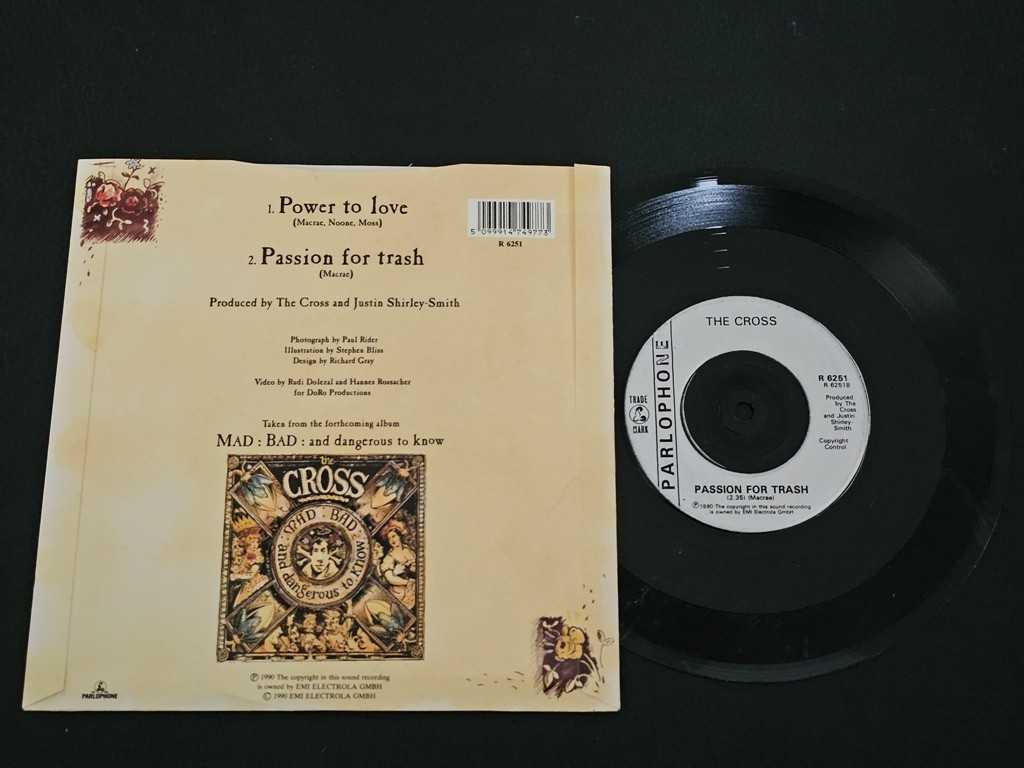 1. Power to love
(Macrae, Noone, Moss)
2. Passion for trash
(Macrae)
Produced by The Cross and Justin Shirley-Smith
Photograph by Paul Rider
Illustration by Stephen Bliss
Design by Richard Gray
Video by Rudi Dolezal and Hannes Rossacher
for DoRo Productions
Taken from the forthcoming album
MAD : BAD : and dangerous to know
the
CROSS
MAD : BAD :
and dangerous to know
℗ 1990 The copyright in this sound recording
is owned by EMI ELECTROLA GMBH
© 1990 EMI ELECTROLA GMBH
PARLOPHONE
5 099914 749773
R 6251
THE CROSS
PARLOPHONE
TRADE
MARK
R 6251
R 6251B
Produced
by The
Cross
and Justin
Shirley-
Smith
Copyright
Control
PASSION FOR TRASH
(2.35) (Macrae)
℗1990 The copyright in this sound recording
is owned by EMI Electrola GmbH